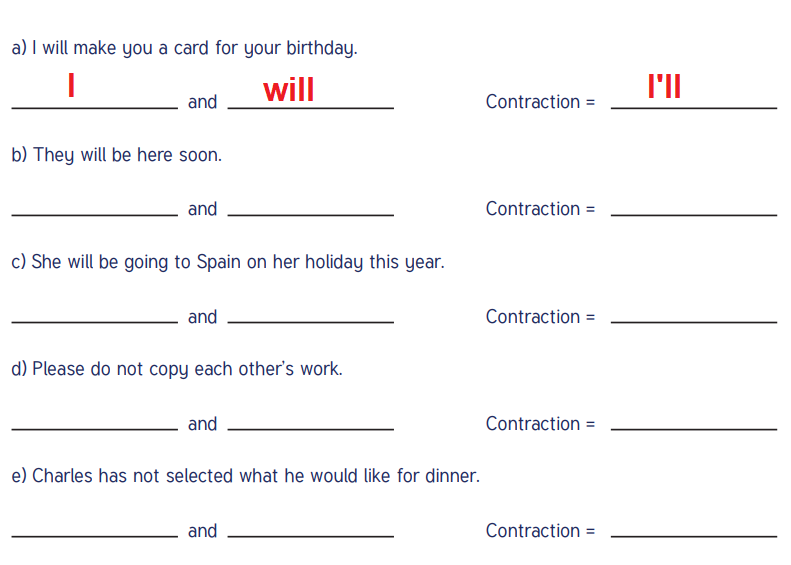 a) I will make you a card for your birthday.
I and will Contraction = I'll
b) They will be here soon.
and Contraction =
c) She will be going to Spain on her holiday this year.
and Contraction =
d) Please do not copy each other’s work.
and Contraction =
e) Charles has not selected what he would like for dinner.
and Contraction =